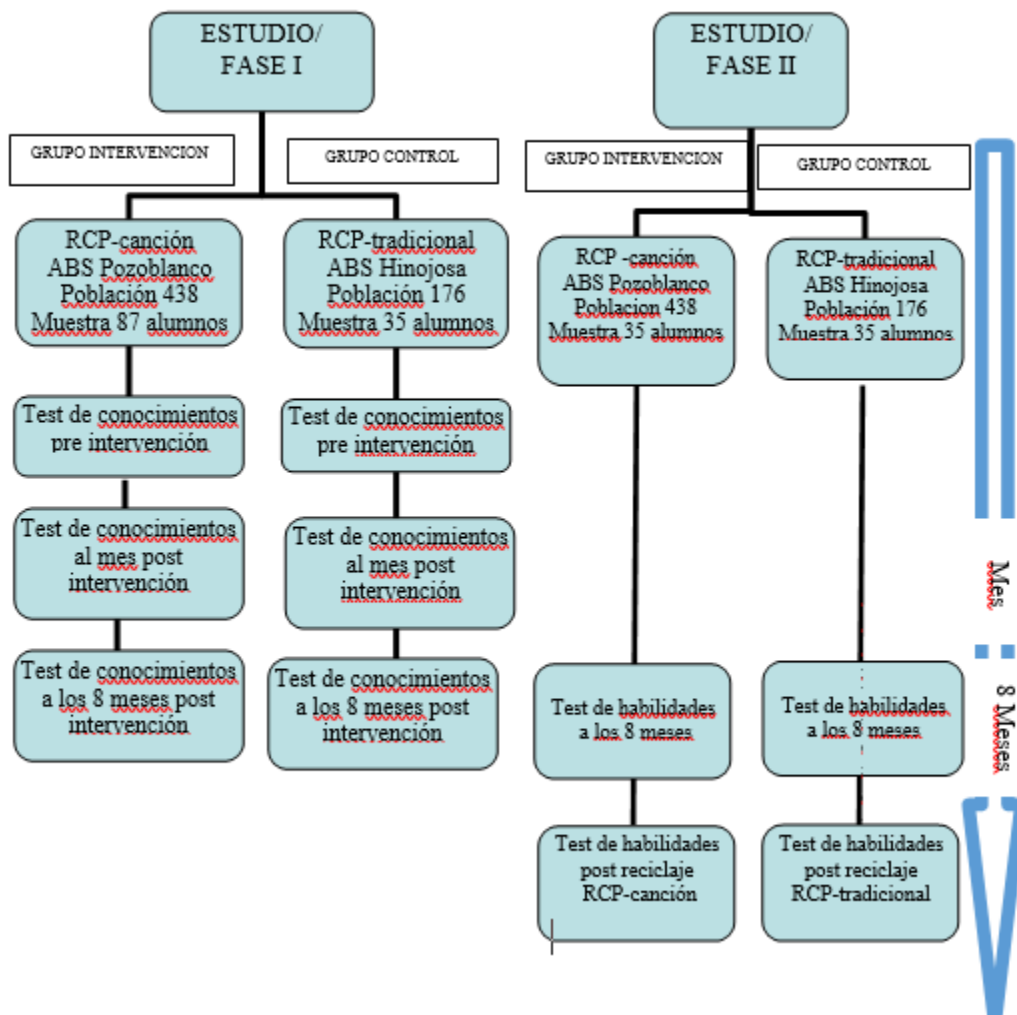 ESTUDIO/
FASE I
GRUPO INTERVENCION
GRUPO CONTROL
RCP-canción
ABS Pozoblanco
Población 438
Muestra 87 alumnos
RCP-tradicional
ABS Hinojosa
Población 176
Muestra 35 alumnos
Test de conocimientos
pre intervención
Test de conocimientos
pre intervención
Test de conocimientos
al mes post
intervención
Test de conocimientos
al mes post
intervención
Test de conocimientos
a los 8 meses post
intervención
Test de conocimientos
a los 8 meses post
intervención
ESTUDIO/
FASE II
GRUPO INTERVENCION
GRUPO CONTROL
RCP -canción
ABS Pozoblanco
Poblacion 438
Muestra 35 alumnos
RCP-tradicional
ABS Hinojosa
Población 176
Muestra 35 alumnos
Test de habilidades
a los 8 meses
Test de habilidades
a los 8 meses
Test de habilidades
post reciclaje
RCP-canción
Test de habilidades
post reciclaje
RCP-tradicional
Mes
8 Meses